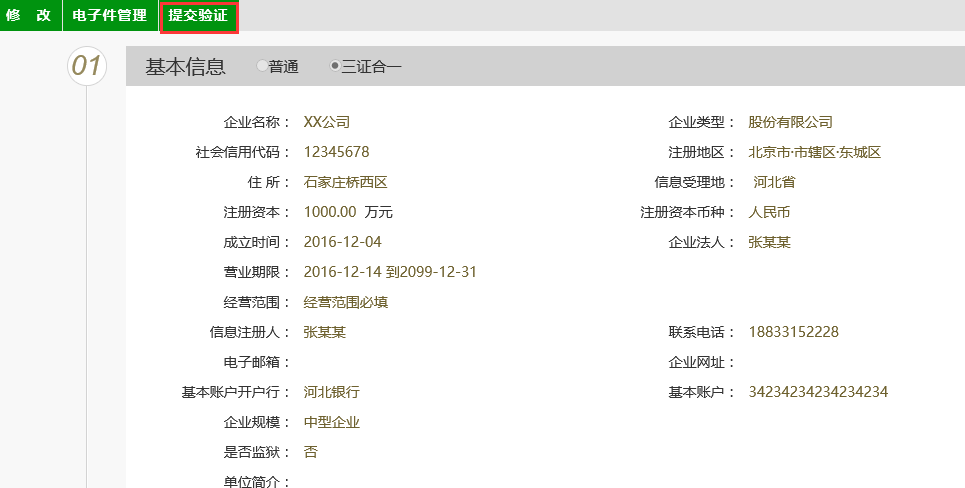 修 改 电子件管理 提交验证
01 基本信息 普通 三证合一
企业名称： XX公司 企业类型： 股份有限公司
社会信用代码： 12345678 注册地区： 北京市·市辖区·东城区
住 所： 石家庄桥西区 信息受理地： 河北省
注册资本： 1000.00 万元 注册资本币种： 人民币
成立时间： 2016-12-04 企业法人： 张某某
营业期限： 2016-12-14 到2099-12-31
经营范围： 经营范围必填
信息注册人： 张某某 联系电话： 18833152228
电子邮箱： 企业网址：
基本账户开户行： 河北银行 基本账户： 34234234234234234
企业规模： 中型企业
是否监狱： 否
单位简介：